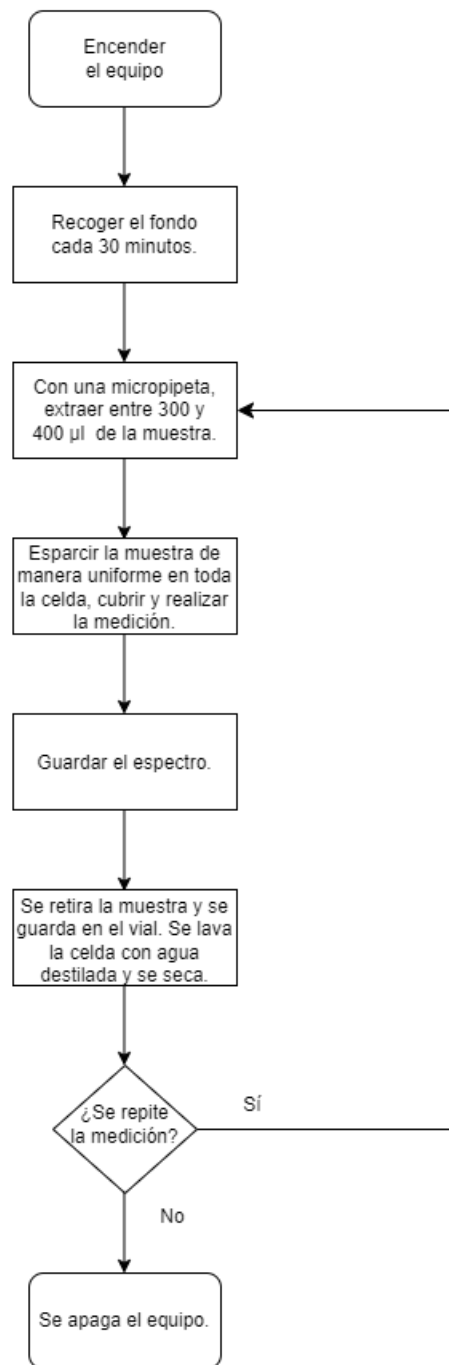 Encender
el equipo
Recoger el fondo
cada 30 minutos.
Con una micropipeta,
extraer entre 300 y
400 µl de la muestra.
Esparcir la muestra de
manera uniforme en toda
la celda, cubrir y realizar
la medición.
Guardar el espectro.
Se retira la muestra y se
guarda en el vial. Se lava
la celda con agua
destilada y se seca.
¿Se repite
la medición?
Sí
No
Se apaga el equipo.